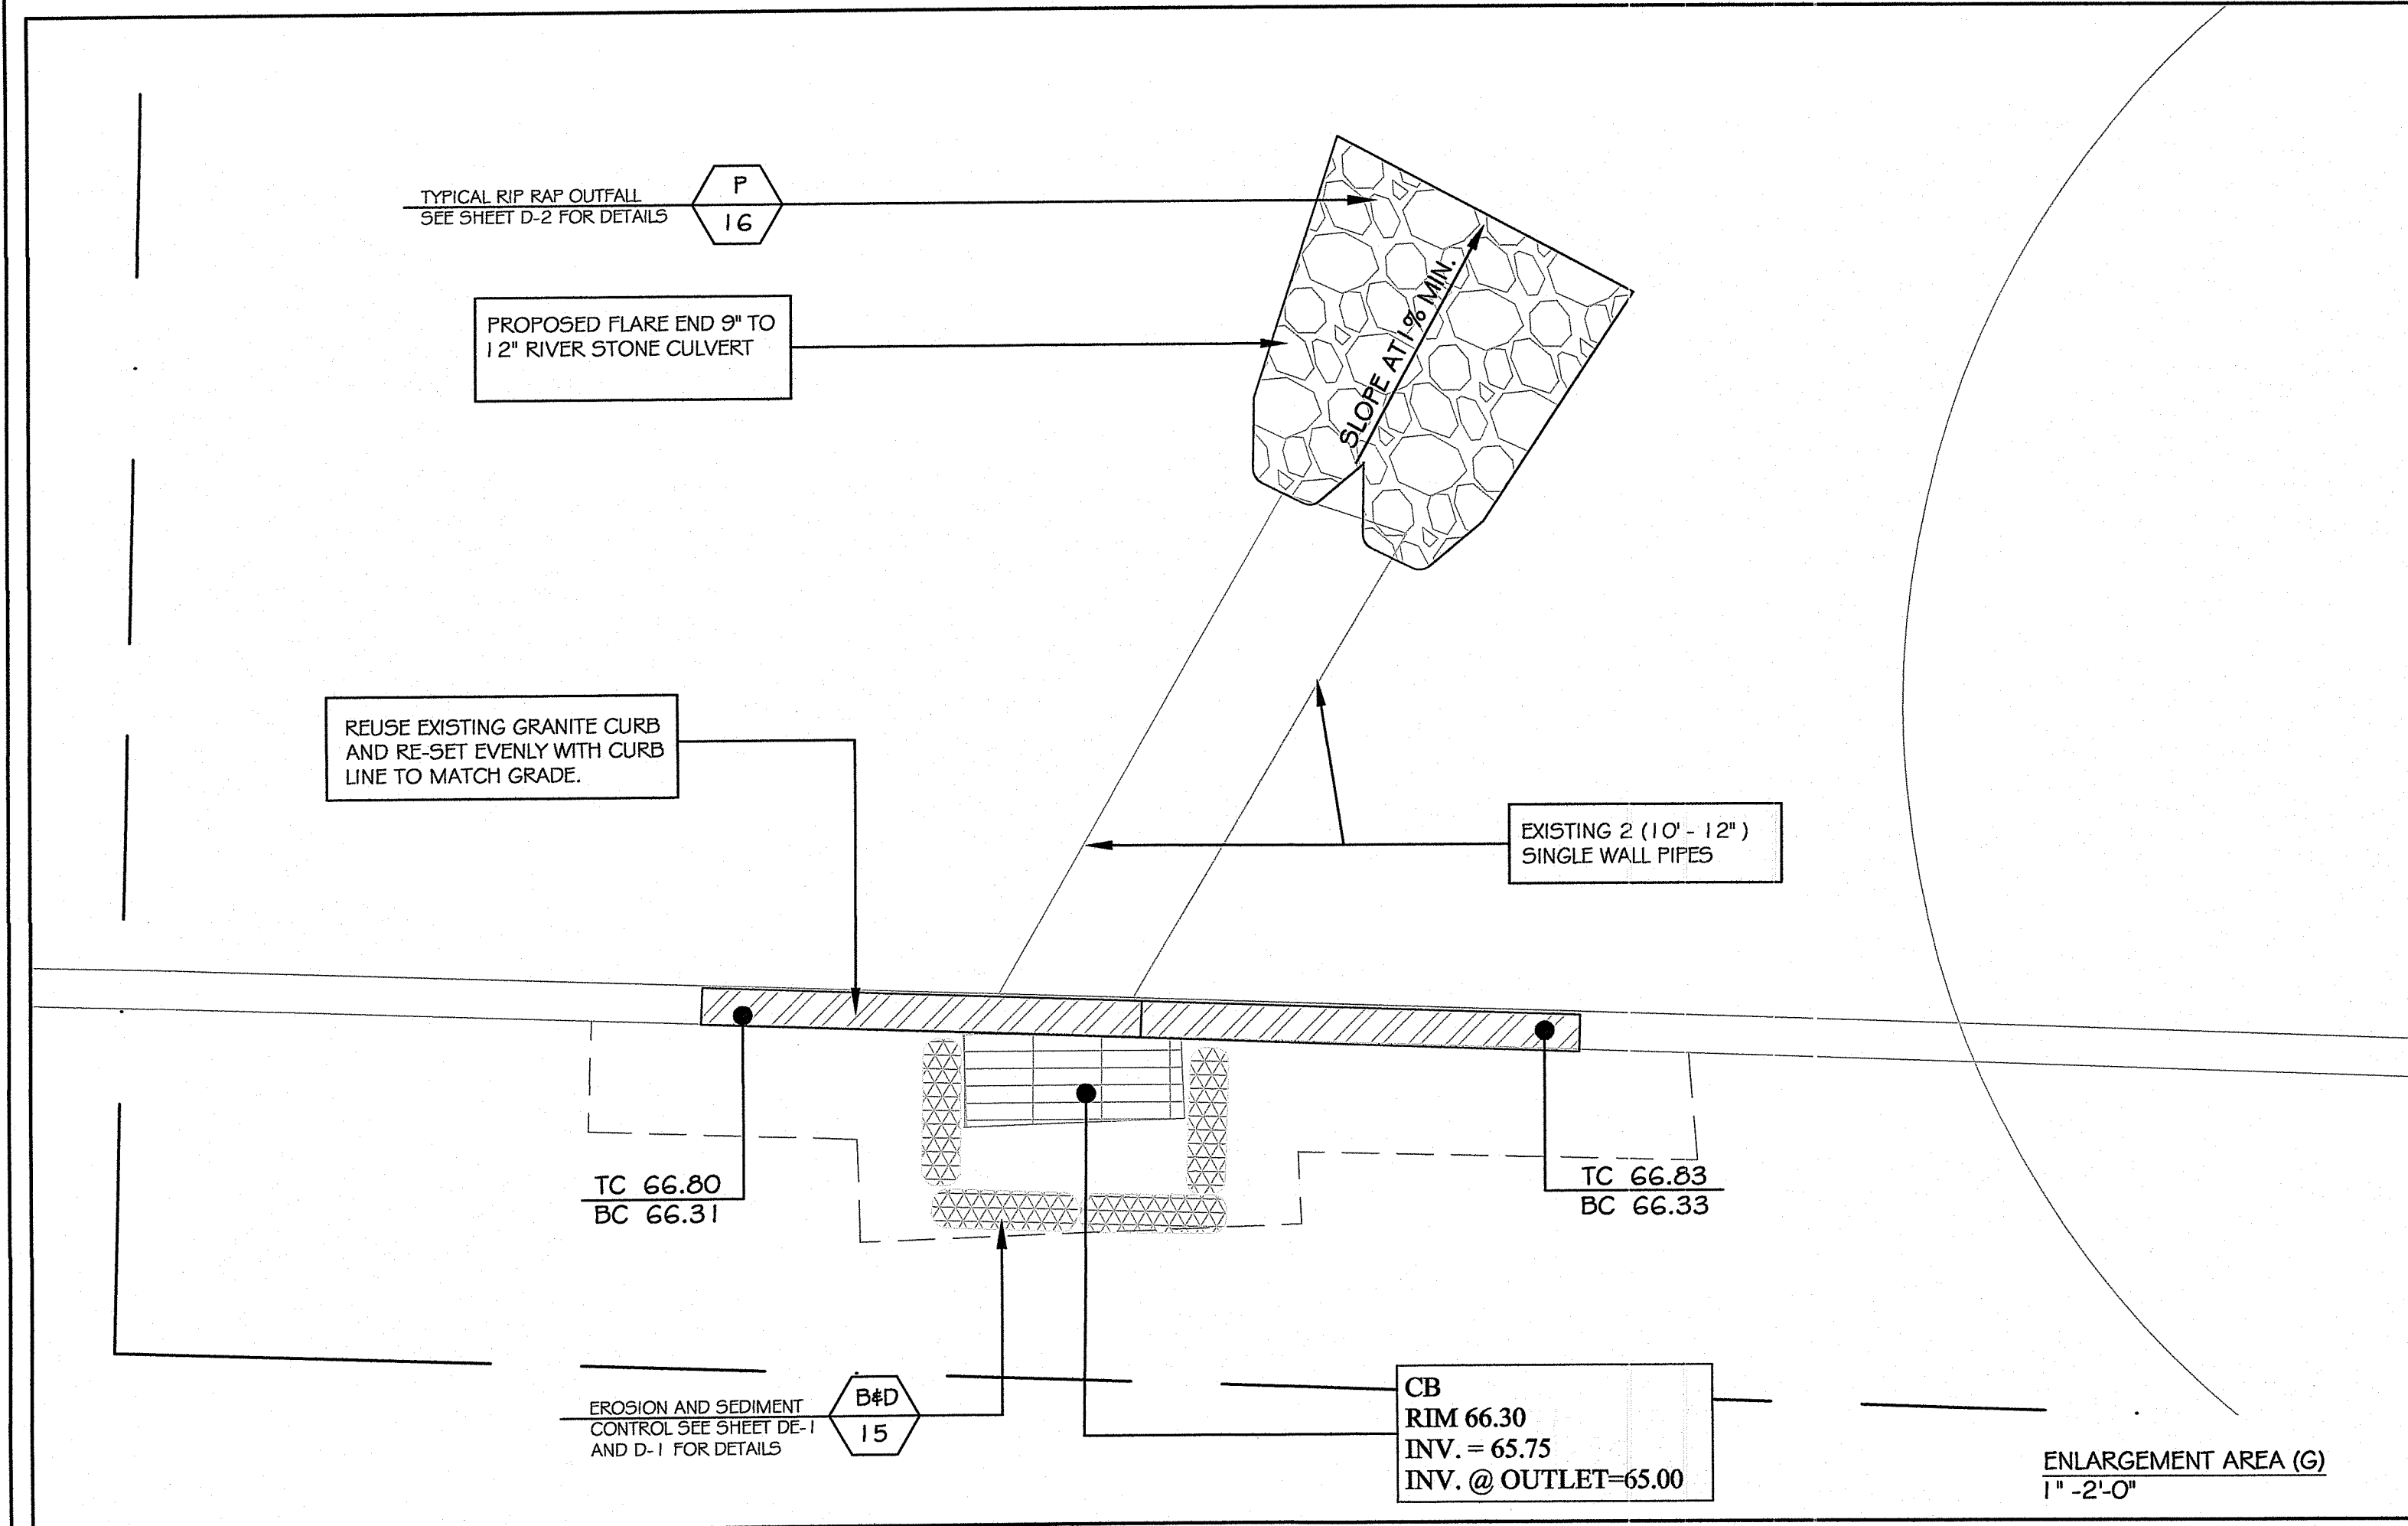 TYPICAL RIP RAP OUTFALL
SEE SHEET D-2 FOR DETAILS
P
16
PROPOSED FLARE END 9" TO
12" RIVER STONE CULVERT
SLOPE AT 1% MIN.
REUSE EXISTING GRANITE CURB
AND RE-SET EVENLY WITH CURB
LINE TO MATCH GRADE.
EXISTING 2 (10' - 12")
SINGLE WALL PIPES
TC 66.80
BC 66.31
TC 66.83
BC 66.33
EROSION AND SEDIMENT
CONTROL SEE SHEET DE-1
AND D-1 FOR DETAILS
B&D
15
CB
RIM 66.30
INV. = 65.75
INV. @ OUTLET=65.00
ENLARGEMENT AREA (G)
1" -2'-0"